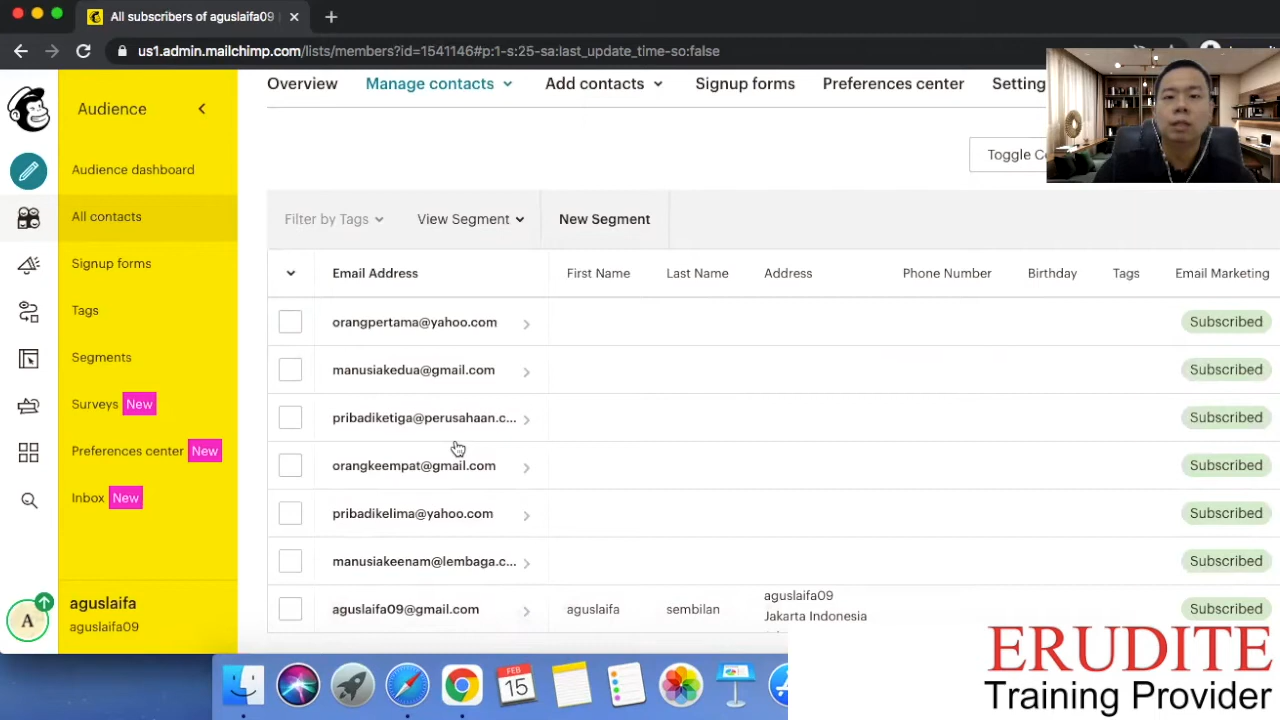 All subscribers of aguslaifa09
us1.admin.mailchimp.com/lists/members?id=1541146#p:1-s:25-sa:last_update_time-so:false
Audience
Audience dashboard
All contacts
Signup forms
Tags
Segments
Surveys New
Preferences center New
Inbox New
aguslaifa
aguslaifa09
A
Overview
Manage contacts
Add contacts
Signup forms
Preferences center
Toggle
Filter by Tags
View Segment
New Segment
Email Address First Name Last Name Address Phone Number Birthday Tags Email Marketing
orangpertama@yahoo.com Subscribed
manusiakedua@gmail.com Subscribed
pribadiketiga@perusahaan.c... Subscribed
orangkeempat@gmail.com Subscribed
pribadikelima@yahoo.com Subscribed
manusiakeenam@lembaga.c... Subscribed
aguslaifa09@gmail.com aguslaifa sembilan aguslaifa09 Subscribed
Jakarta Indonesia
FEB
15
ERUDITE
Training Provider